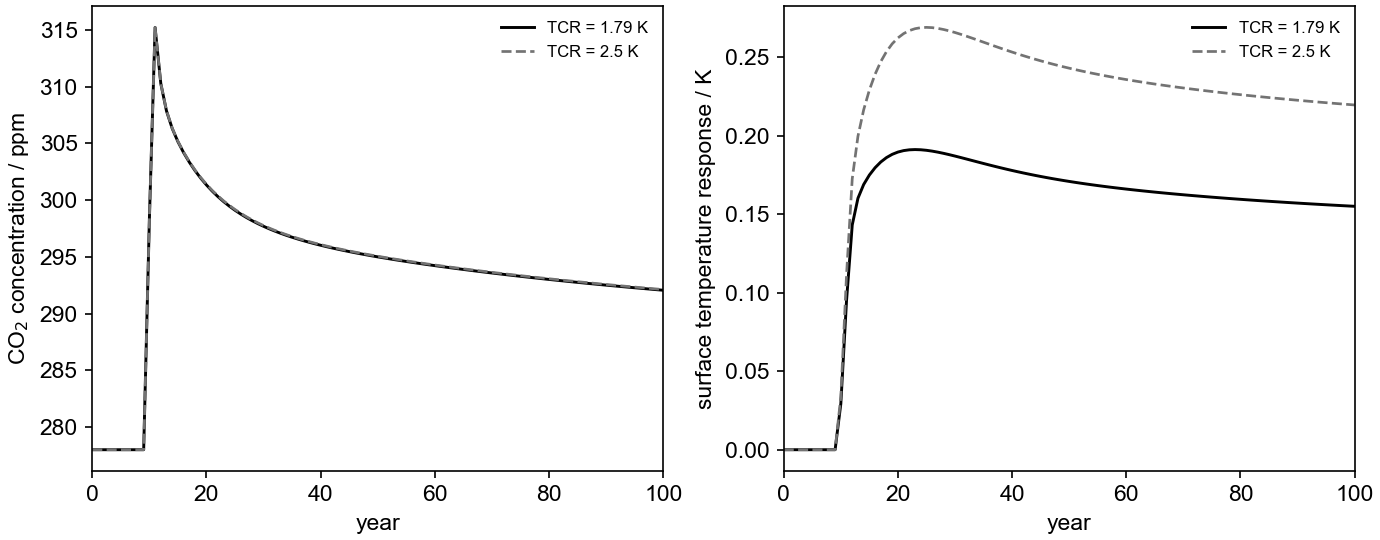 CO₂ concentration / ppm
315
310
305
300
295
290
285
280
0 20 40 60 80 100
year
TCR = 1.79 K
TCR = 2.5 K
surface temperature response / K
0.25
0.20
0.15
0.10
0.05
0.00
0 20 40 60 80 100
year
TCR = 1.79 K
TCR = 2.5 K